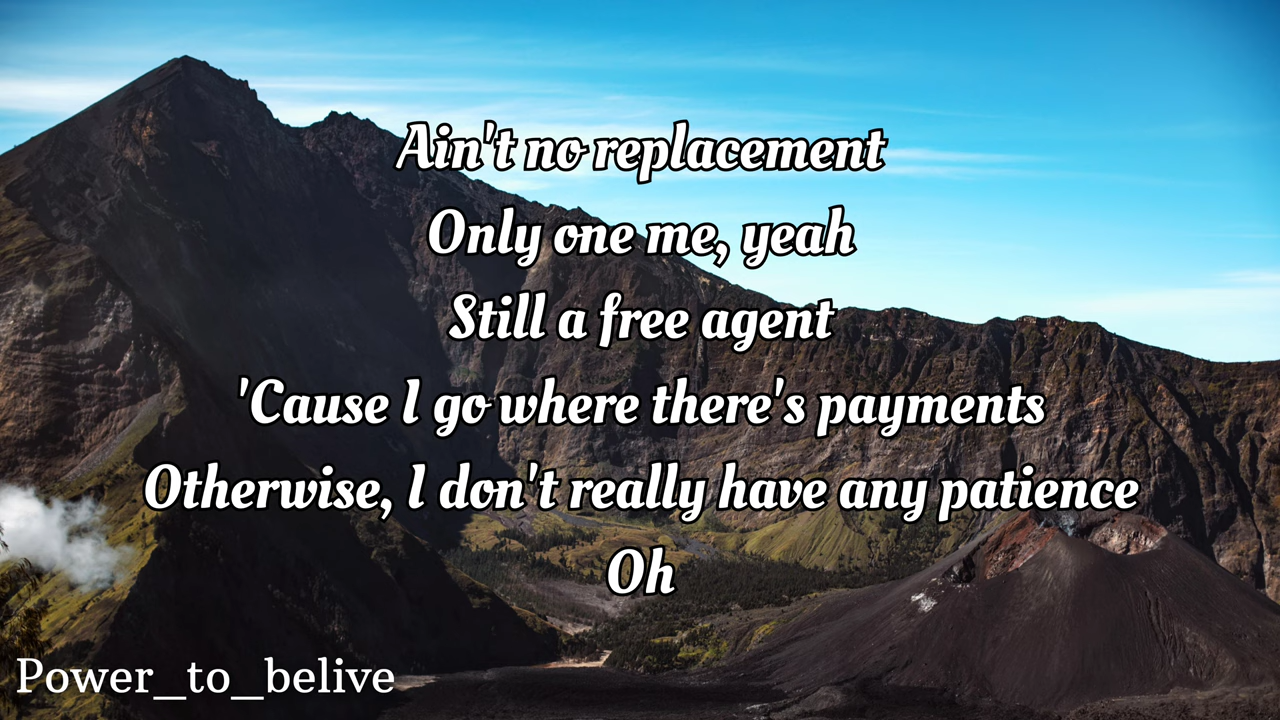 Ain't no replacement
Only one me, yeah
Still a free agent
'Cause I go where there's payments
Otherwise, I don't really have any patience
Oh
Power_to_belive